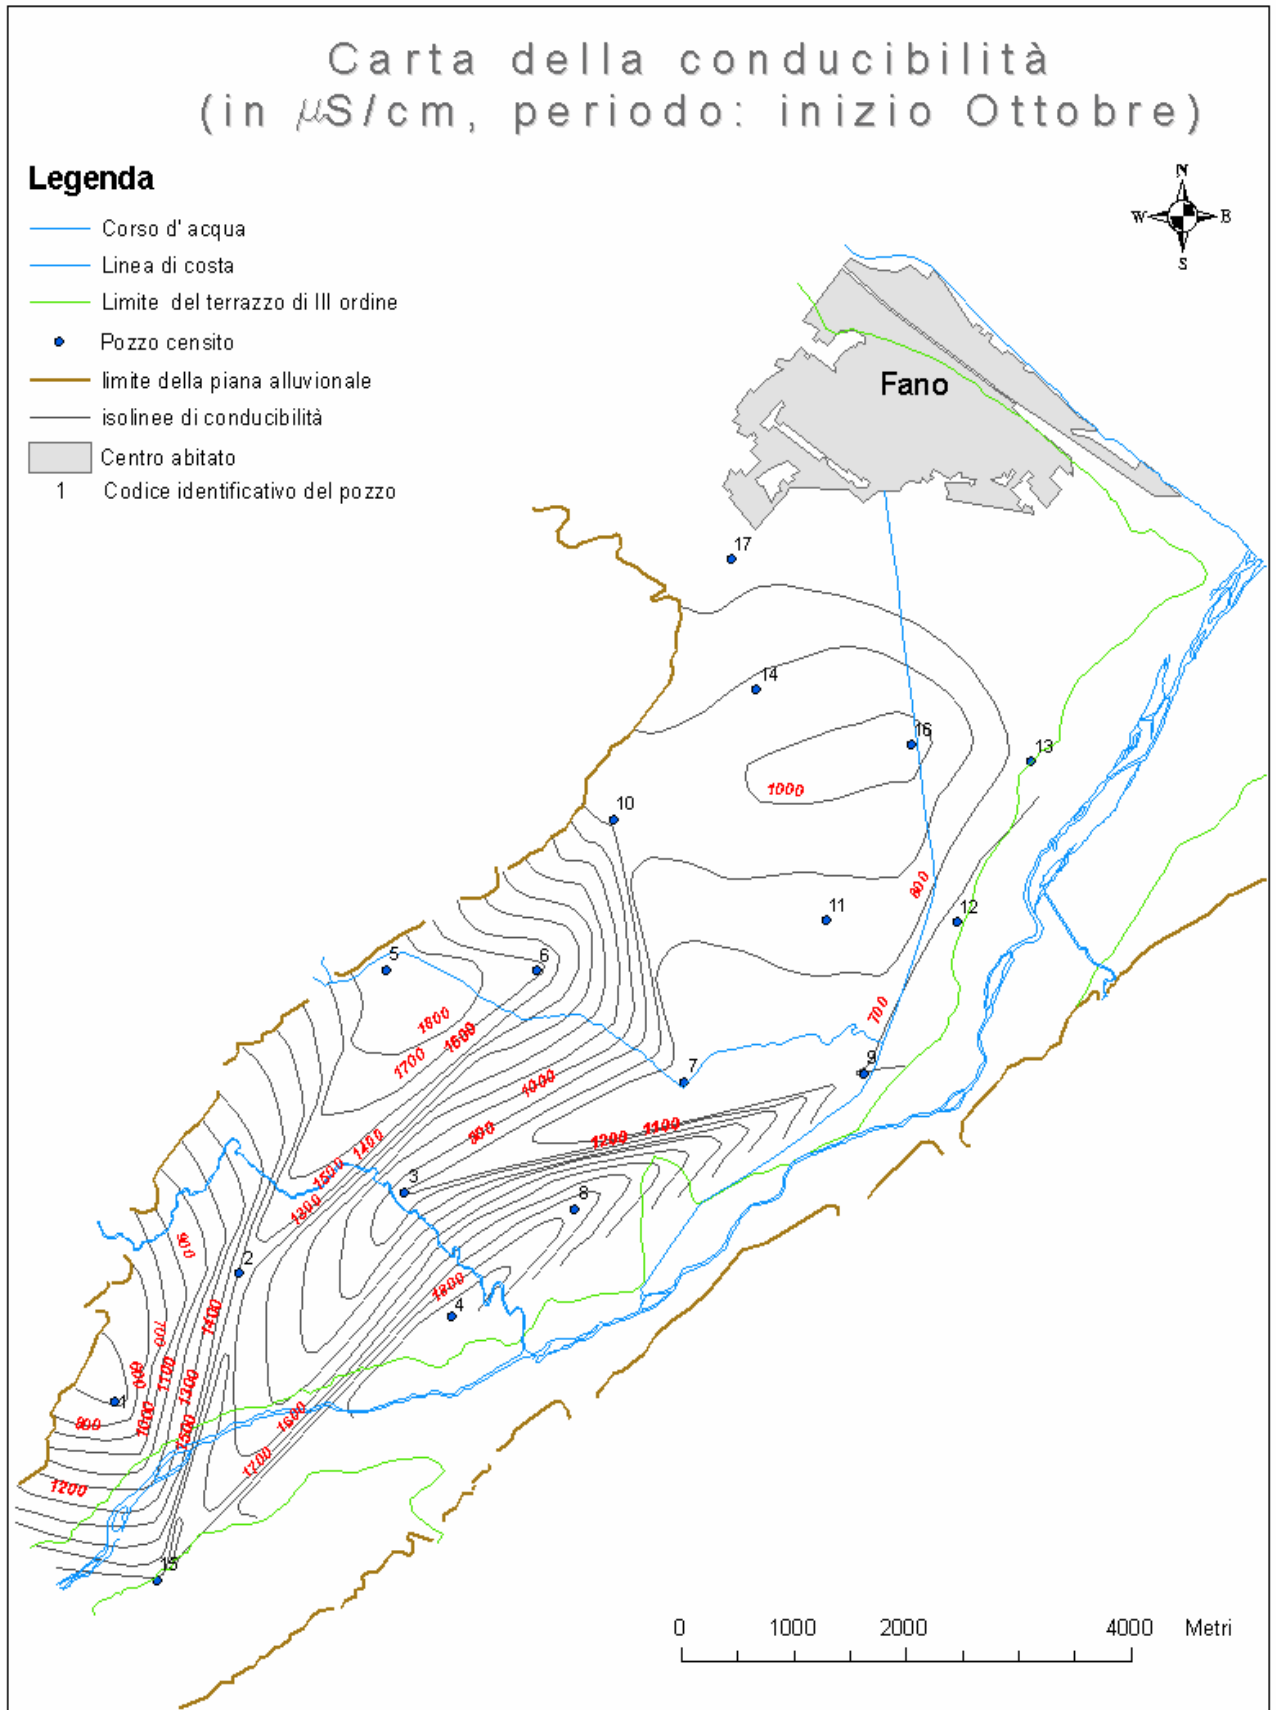 Carta della conducibilità
(in μS/cm, periodo: inizio Ottobre)
Legenda
Corso d' acqua
Linea di costa
Limite del terrazzo di III ordine
Pozzo censito
limite della piana alluvionale
isolinee di conducibilità
Centro abitato
1 Codice identificativo del pozzo
N
W E
S
Fano
17
14
16
13
1000
10
800
11
12
5
6
1800
700
1700
1000
7
9
900
1200
1100
1400
1500
1300
3
8
900
2
1800
4
1400
700
600
1100
1300
1
800
1000
1500
1600
1700
1200
15
0 1000 2000 4000 Metri